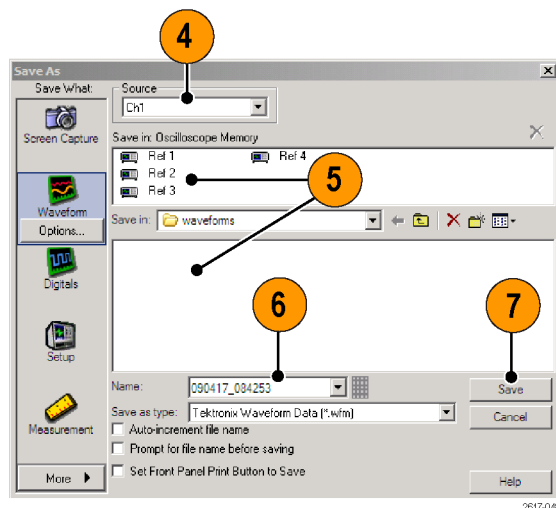 4
Save As
Save What:
Source
Ch1
Screen Capture
Save in: Oscilloscope Memory
Ref 1
Ref 4
Ref 2
Ref 3
5
Waveform
Options...
Save in:
waveforms
Digitals
6
7
Setup
Name:
090417_084253
Save
Save as type:
Tektronix Waveform Data (*.wfm)
Cancel
Measurement
Auto-increment file name
Prompt for file name before saving
Set Front Panel Print Button to Save
More
Help